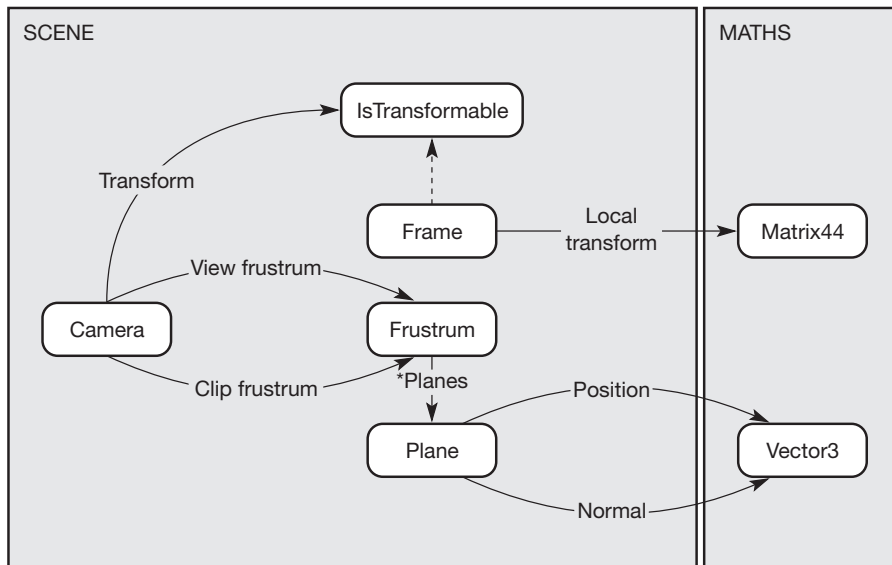 SCENE
MATHS
IsTransformable
Transform
Frame
Local
transform
Matrix44
View frustrum
Camera
Frustrum
Clip frustrum
*Planes
Position
Plane
Vector3
Normal